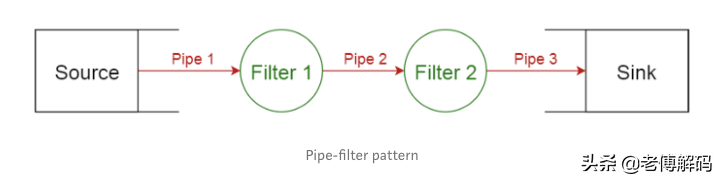 Source
Pipe 1
Filter 1
Pipe 2
Filter 2
Pipe 3
Sink
Pipe-filter pattern
头条 @老傅解码